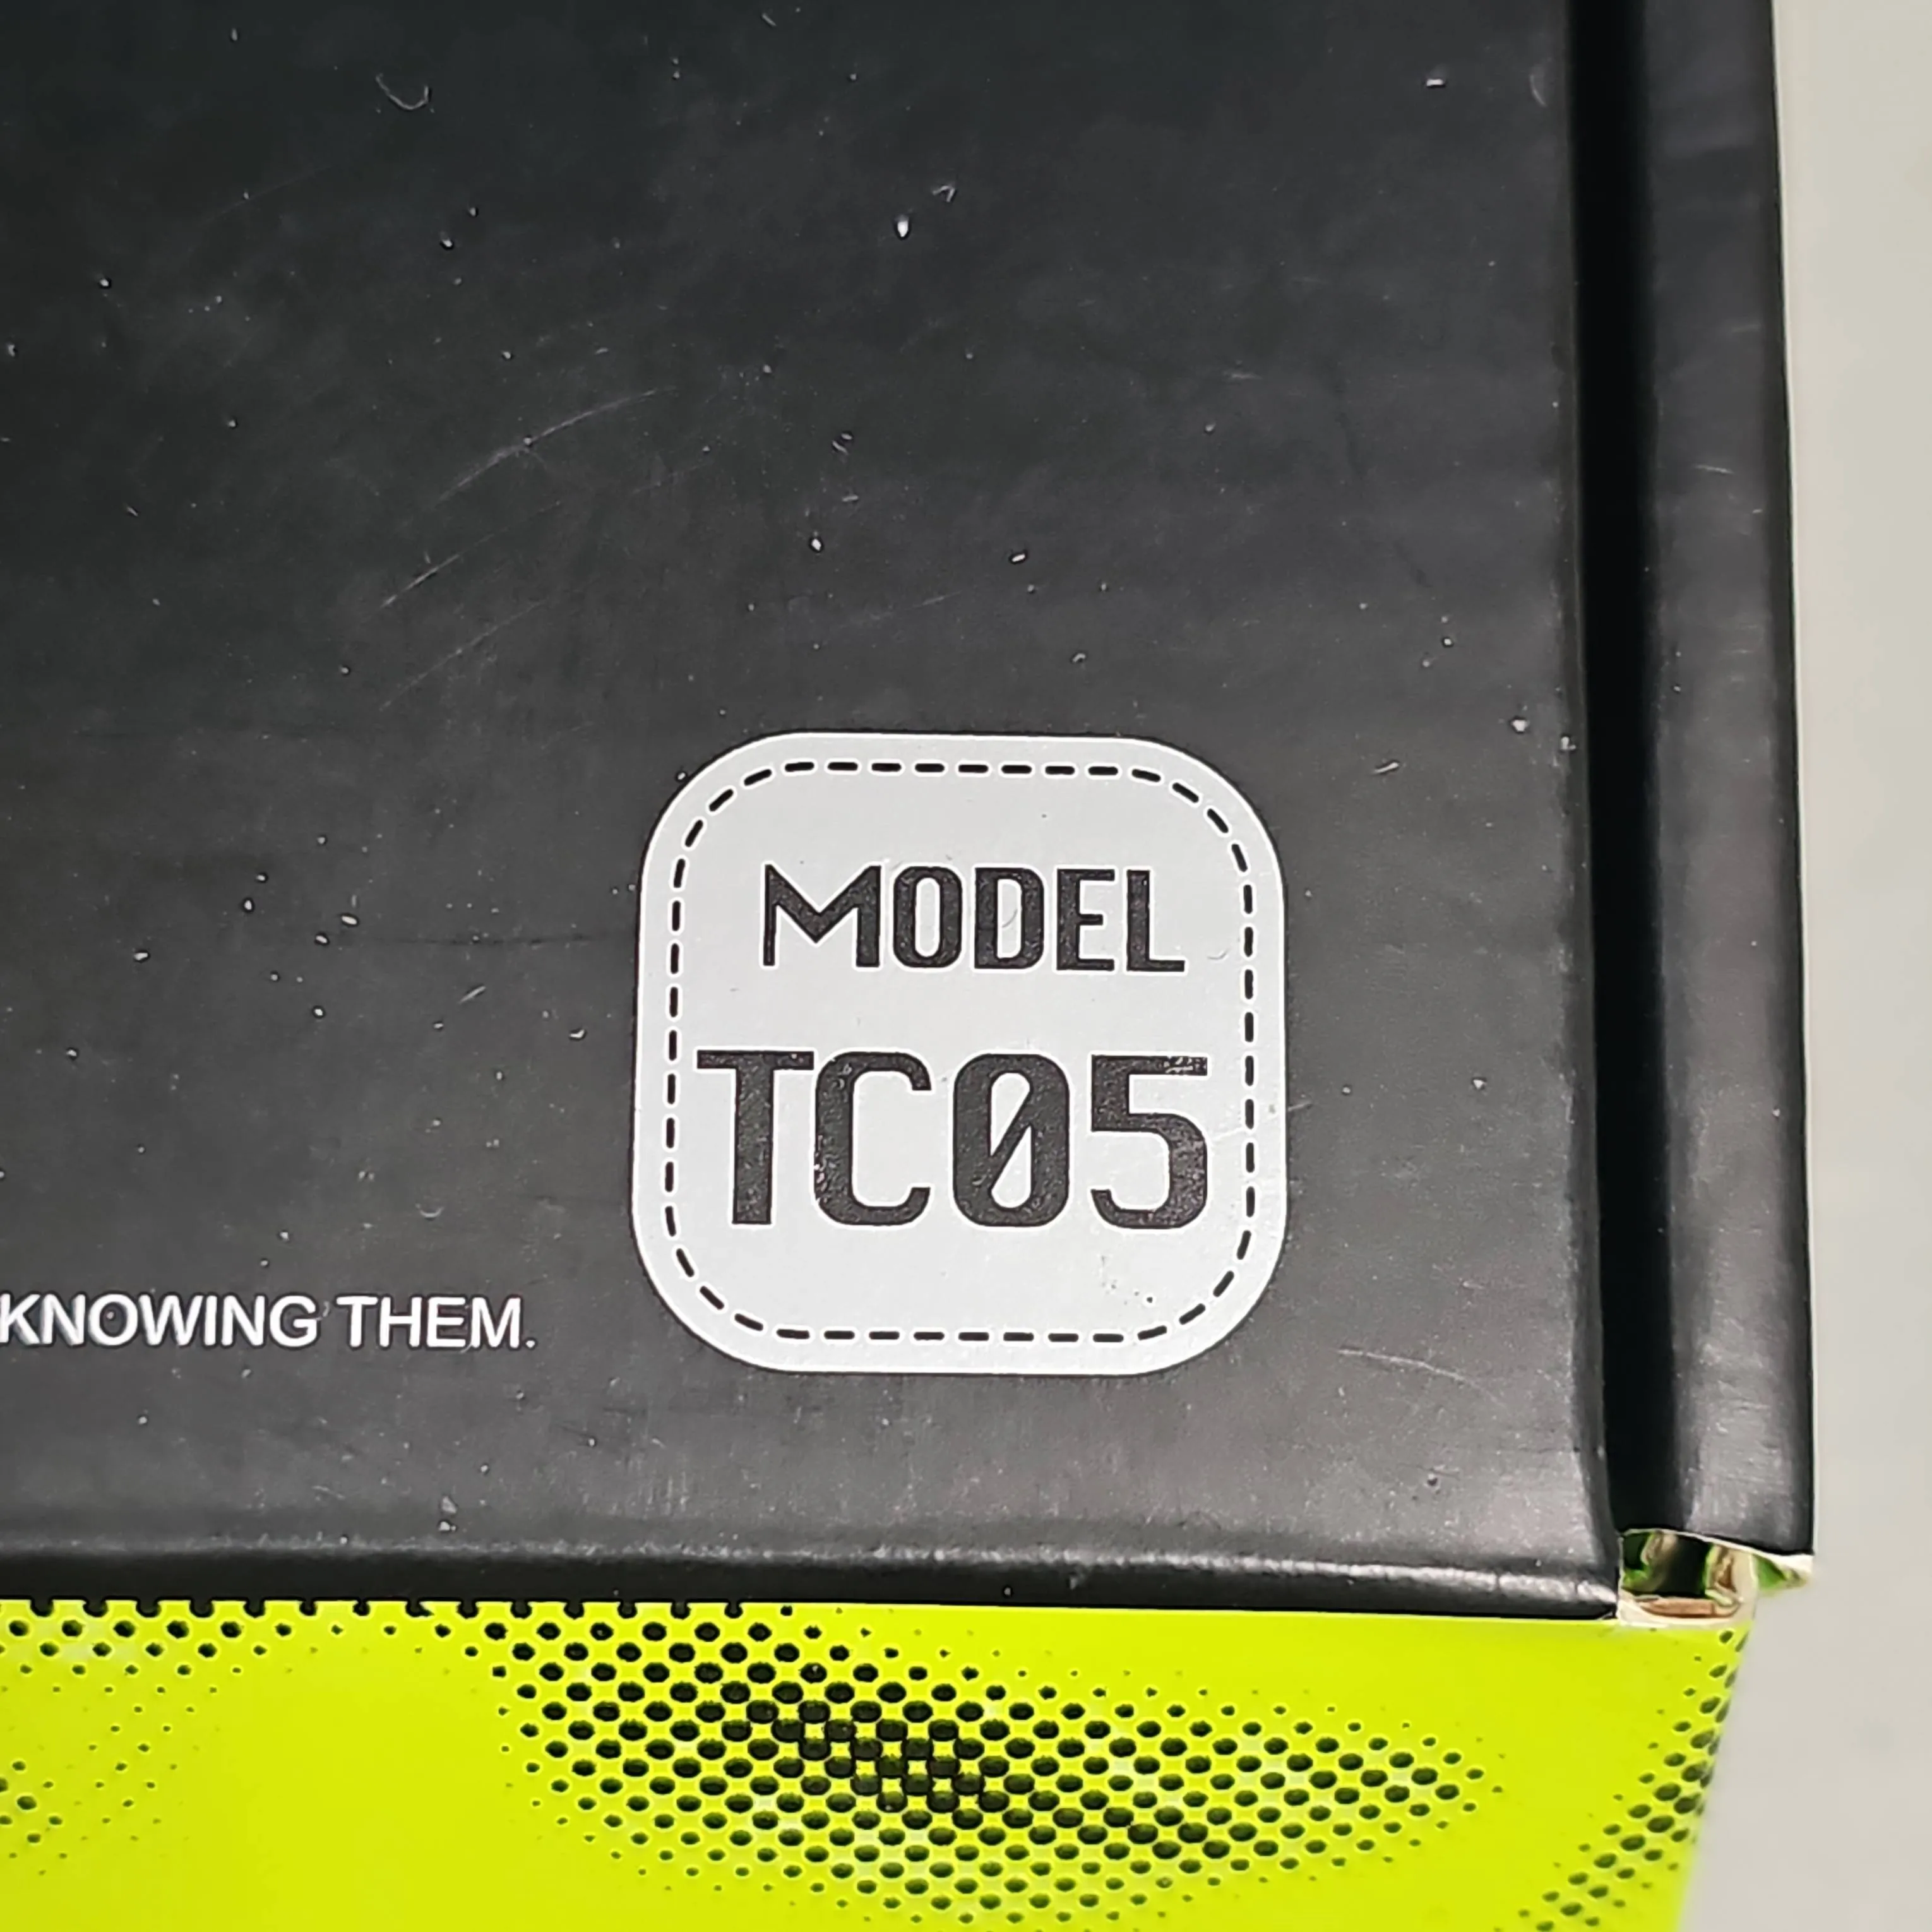 MODEL
TC05
KNOWING THEM.